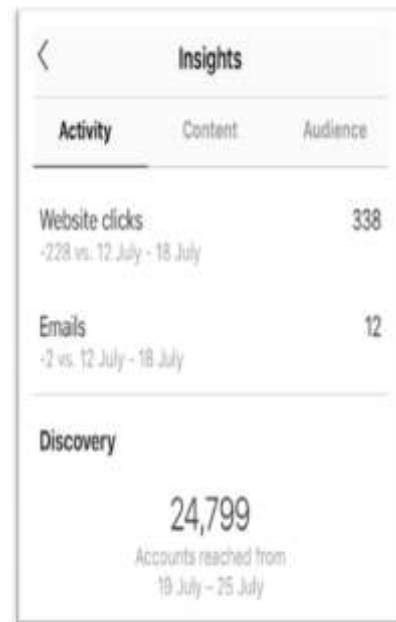 Insights
Activity Content Audience
Website clicks 338
-228 vs. 12 July - 18 July
Emails 12
-2 vs. 12 July - 18 July
Discovery
24,799
Accounts reached from
19 July - 25 July